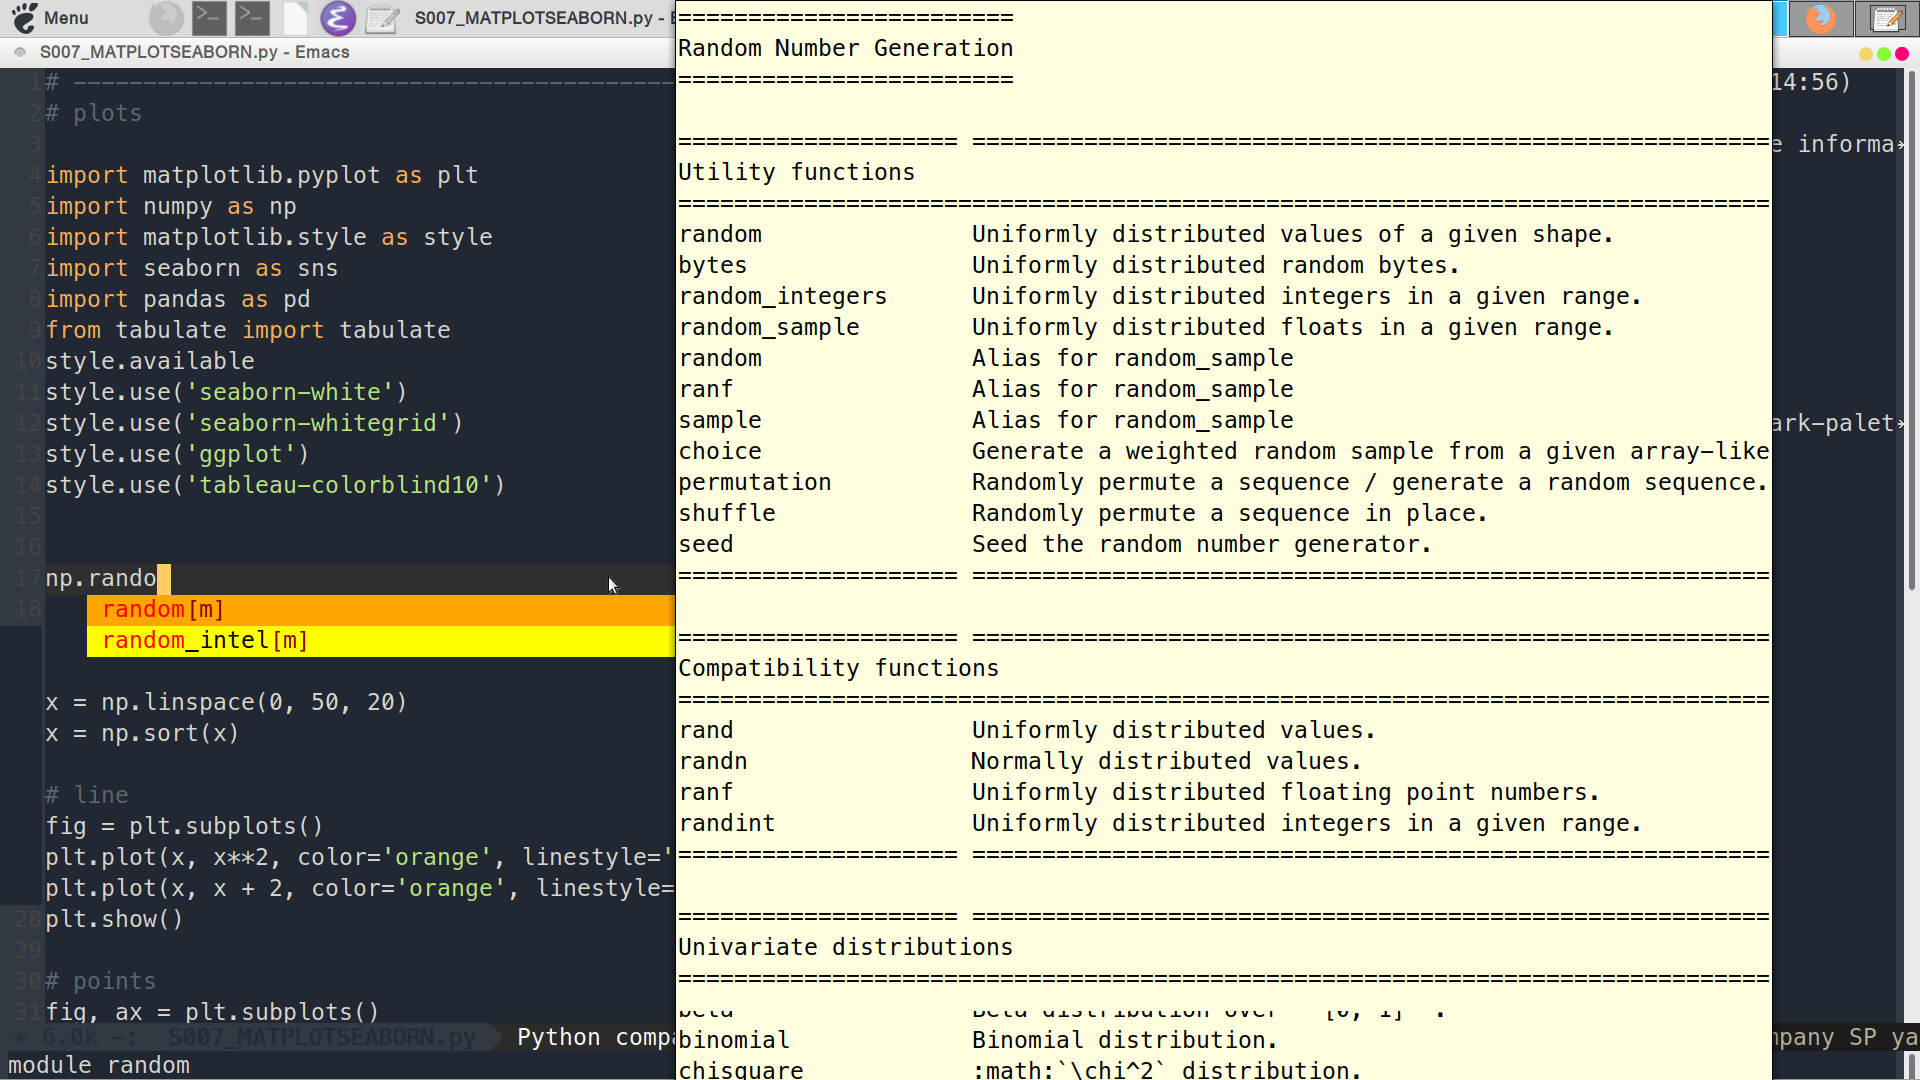 Menu
S007_MATPLOTSEABORN.py - E
S007_MATPLOTSEABORN.py - Emacs
1 # ---------------------------------------------
2 # plots
3
4 import matplotlib.pyplot as plt
5 import numpy as np
6 import matplotlib.style as style
7 import seaborn as sns
8 import pandas as pd
9 from tabulate import tabulate
10 style.available
11 style.use('seaborn-white')
12 style.use('seaborn-whitegrid')
13 style.use('ggplot')
14 style.use('tableau-colorblind10')
15
16
17 np.rando
18
random[m]
random_intel[m]
x = np.linspace(0, 50, 20)
x = np.sort(x)
# line
fig = plt.subplots()
plt.plot(x, x**2, color='orange', linestyle='
plt.plot(x, x + 2, color='orange', linestyle=
28 plt.show()
29
30 # points
31 fig, ax = plt.subplots()
* 6.0k -: S007_MATPLOTSEABORN.py Python compa
module random
========================
Random Number Generation
========================
==================== =========================================================
Utility functions
==============================================================================
random Uniformly distributed values of a given shape.
bytes Uniformly distributed random bytes.
random_integers Uniformly distributed integers in a given range.
random_sample Uniformly distributed floats in a given range.
random Alias for random_sample
ranf Alias for random_sample
sample Alias for random_sample
choice Generate a weighted random sample from a given array-like
permutation Randomly permute a sequence / generate a random sequence.
shuffle Randomly permute a sequence in place.
seed Seed the random number generator.
==================== =========================================================
==================== =========================================================
Compatibility functions
==============================================================================
rand Uniformly distributed values.
randn Normally distributed values.
ranf Uniformly distributed floating point numbers.
randint Uniformly distributed integers in a given range.
==================== =========================================================
==================== =========================================================
Univariate distributions
==============================================================================
beta Beta distribution over ``[0, 1]``.
binomial Binomial distribution.
chisquare :math:`\chi^2` distribution.
14:56)
e informa
ark-palet
mpany SP ya